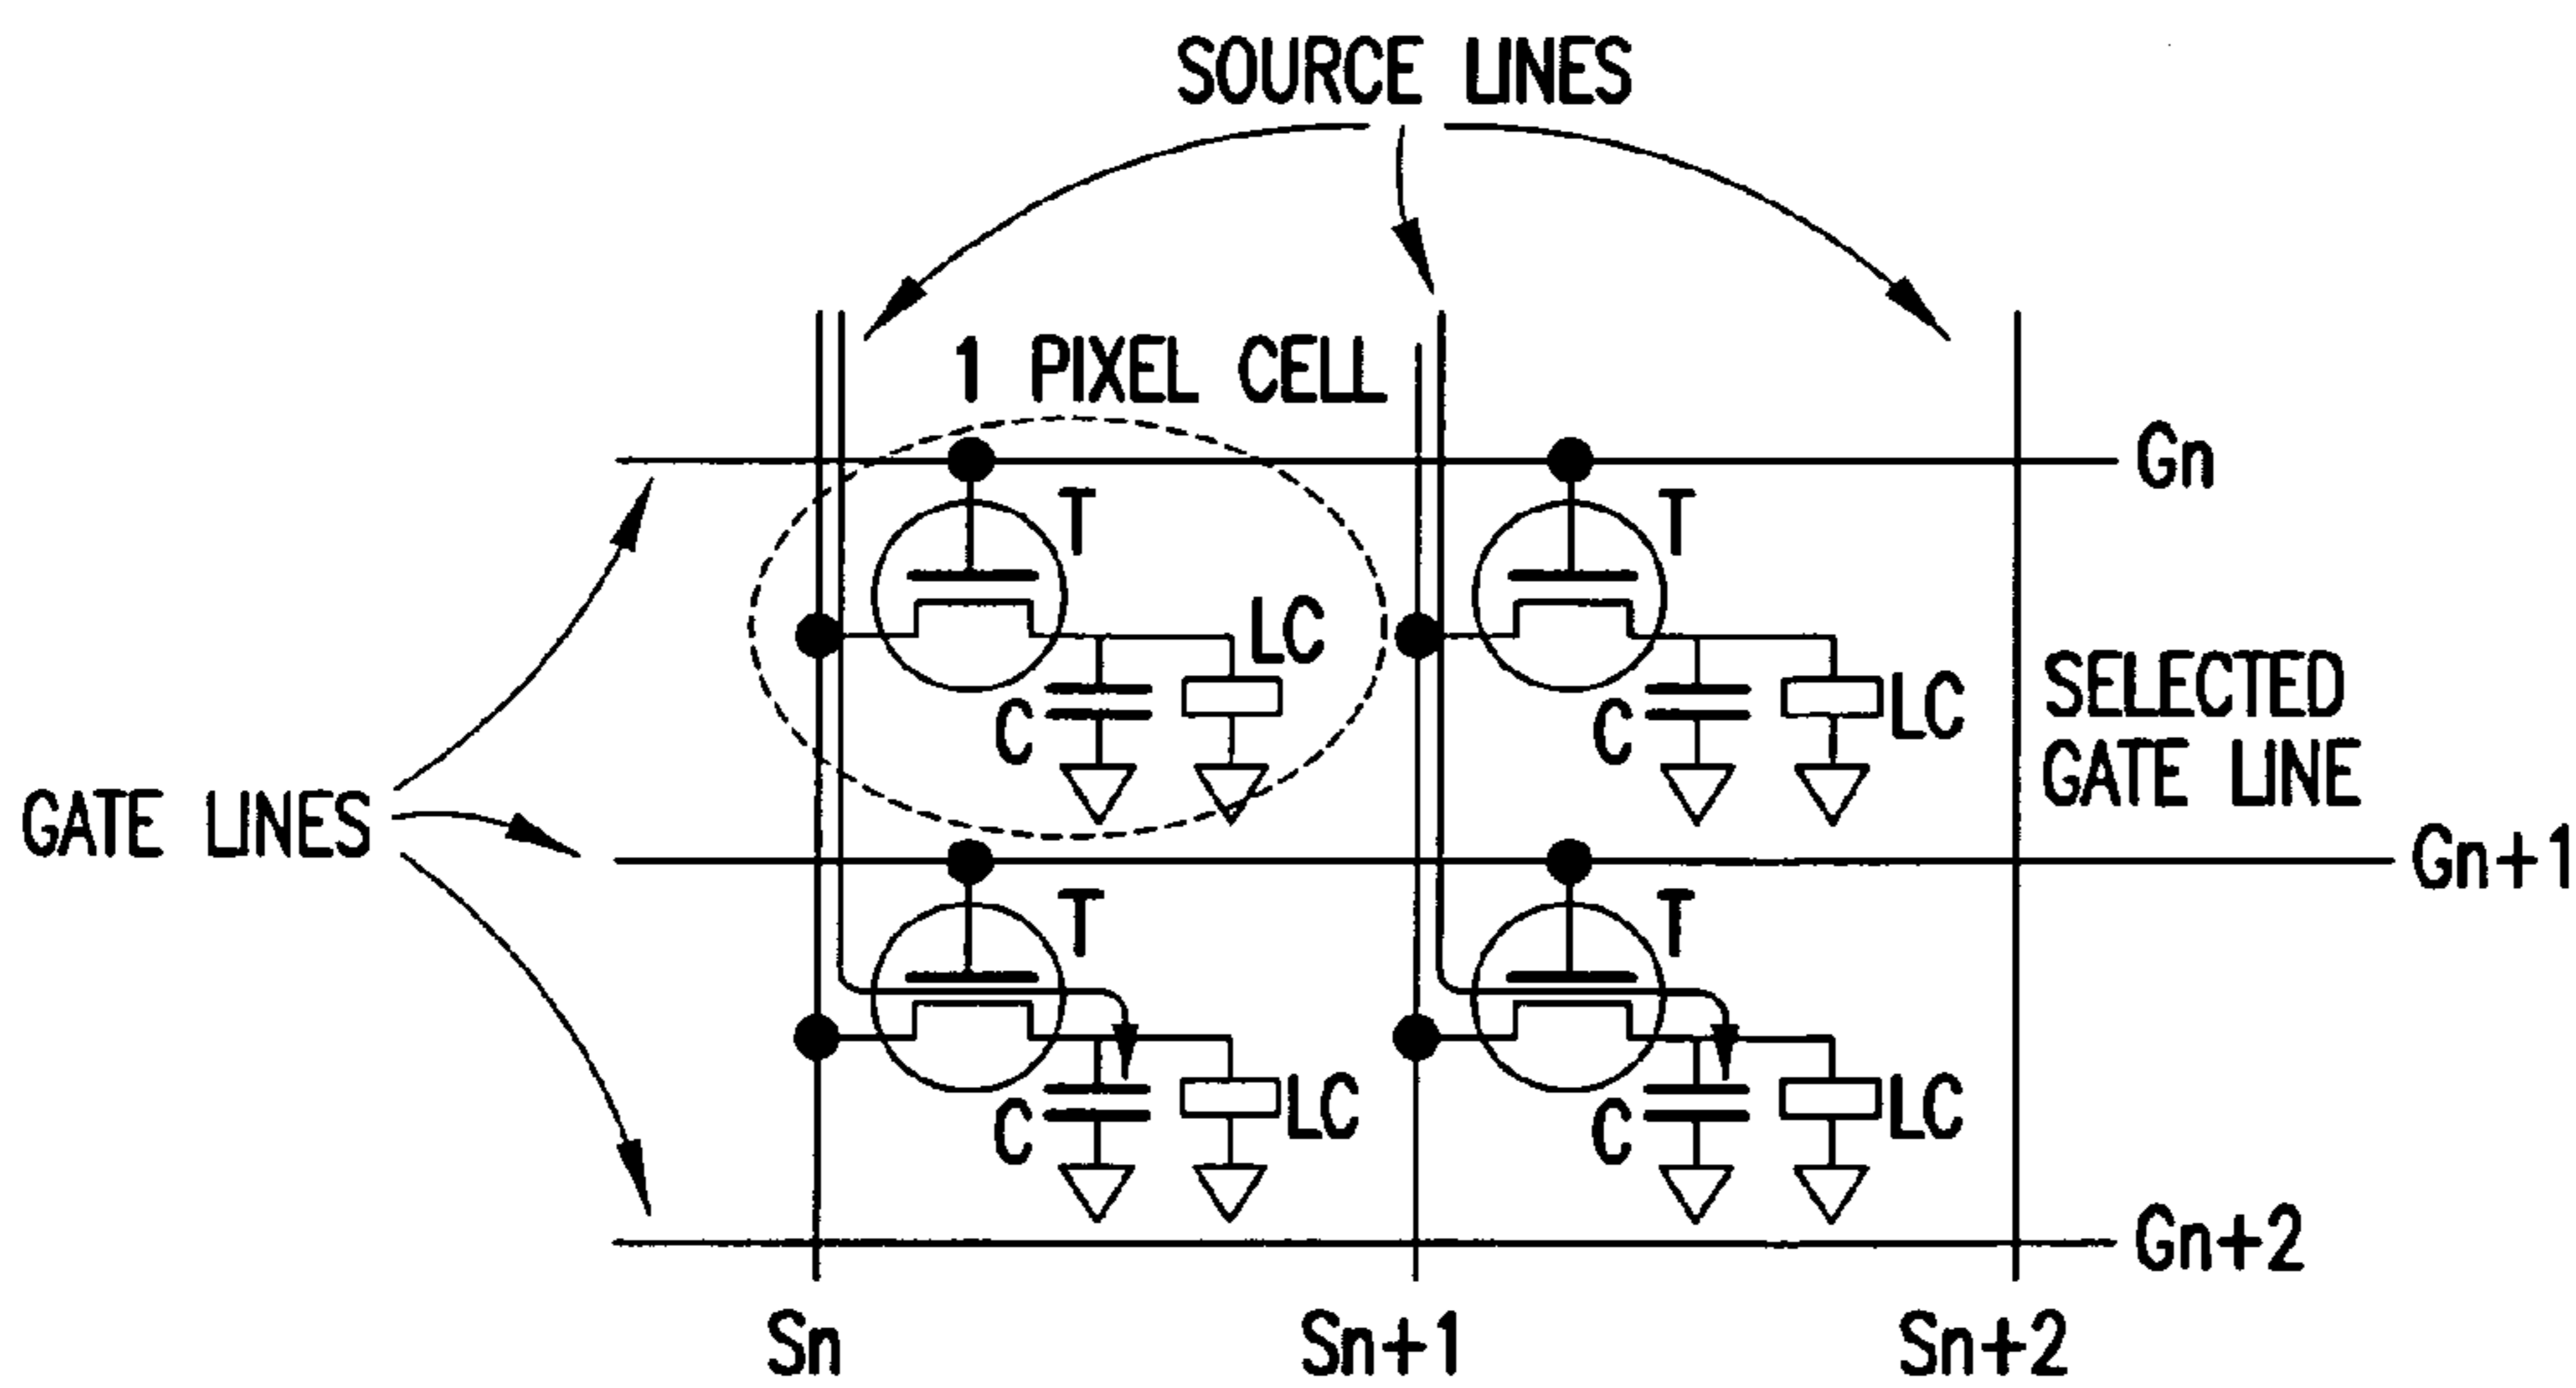 SOURCE LINES
1 PIXEL CELL
Gn
T
T
LC
LC
C
C
SELECTED
GATE LINE
GATE LINES
Gn+1
T
T
C
LC
C
LC
Gn+2
Sn
Sn+1
Sn+2